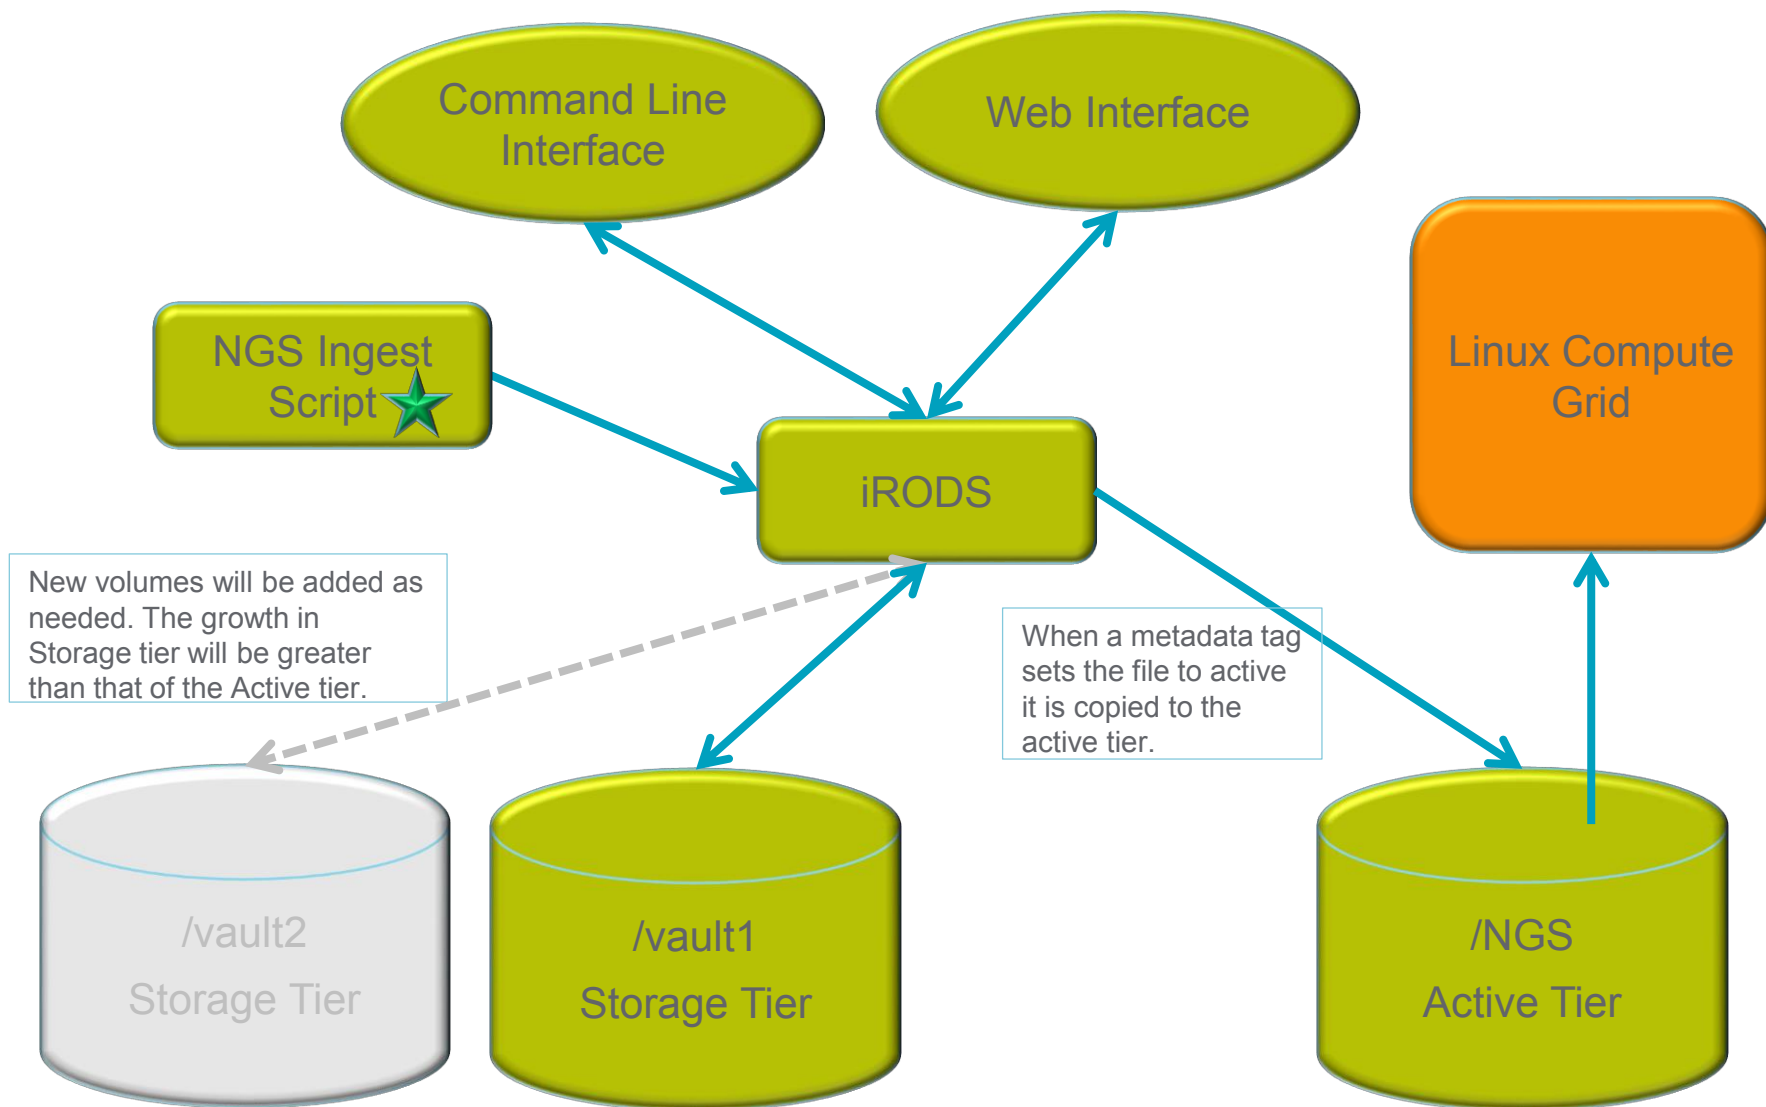 Command Line
Interface
Web Interface
NGS Ingest
Script
Linux Compute
Grid
iRODS
New volumes will be added as
needed. The growth in
Storage tier will be greater
than that of the Active tier.
When a metadata tag
sets the file to active
it is copied to the
active tier.
/vault2
Storage Tier
/vault1
Storage Tier
/NGS
Active Tier